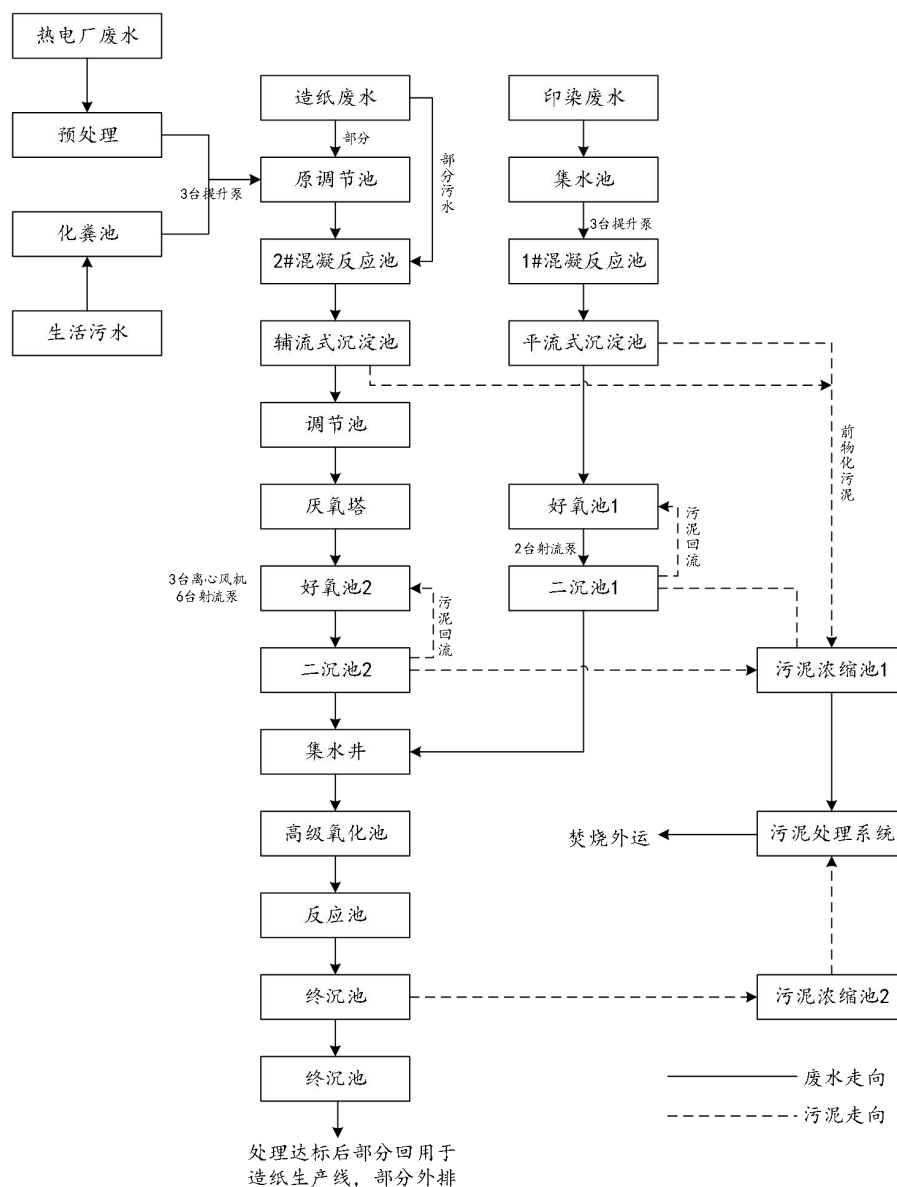 热电厂废水
造纸废水
印染废水
预处理
部分
部分污水
原调节池
集水池
3台提升泵
3台提升泵
化粪池
2#混凝反应池
1#混凝反应池
生活污水
辅流式沉淀池
平流式沉淀池
调节池
前物化污泥
厌氧塔
好氧池1
污泥回流
2台射流泵
3台离心风机
6台射流泵
好氧池2
二沉池1
污泥回流
二沉池2
污泥浓缩池1
集水井
高级氧化池
焚烧外运
污泥处理系统
反应池
终沉池
污泥浓缩池2
终沉池
废水走向
污泥走向
处理达标后部分回用于
造纸生产线，部分外排